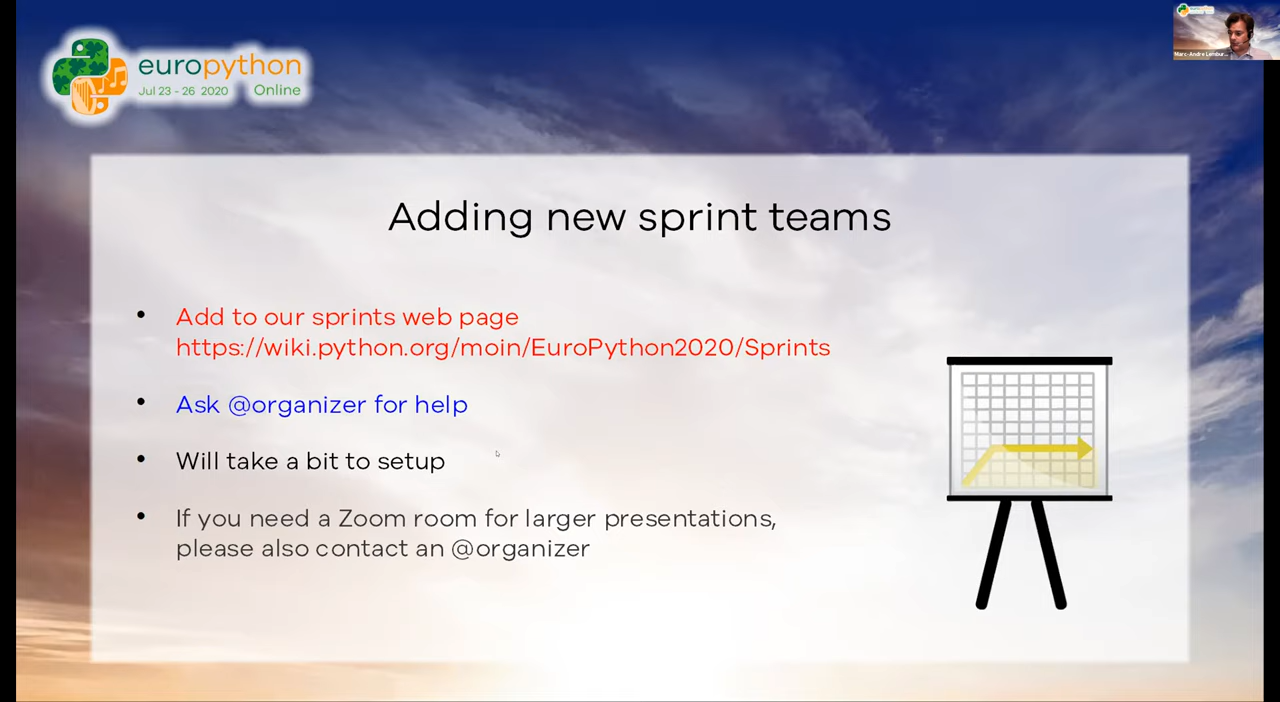 europython
Jul 23 - 26 2020 Online
Adding new sprint teams
• Add to our sprints web page
https://wiki.python.org/moin/EuroPython2020/Sprints
• Ask @organizer for help
• Will take a bit to setup
• If you need a Zoom room for larger presentations,
please also contact an @organizer